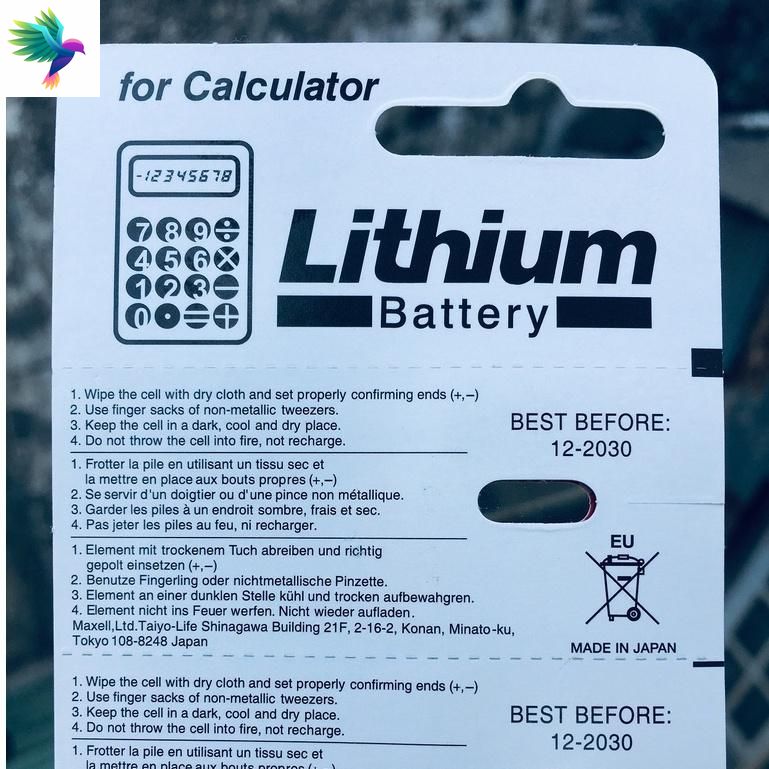 for Calculator
-12345678
7 8 9 ÷
4 5 6 ×
1 2 3 −
0 • = +
Lithium
Battery
1. Wipe the cell with dry cloth and set properly confirming ends (+,–)
2. Use finger sacks of non-metallic tweezers.
3. Keep the cell in a dark, cool and dry place.
4. Do not throw the cell into fire, not recharge.
BEST BEFORE:
12-2030
1. Frotter la pile en utilisant un tissu sec et
la mettre en place aux bouts propres (+,–)
2. Se servir d'un doigtier ou d'une pince non métallique.
3. Garder les piles à un endroit sombre, frais et sec.
4. Pas jeter les piles au feu, ni recharger.
1. Element mit trockenem Tuch abreiben und richtig
gepolt einsetzen (+,–)
2. Benutze Fingerling oder nichtmetallische Pinzette.
3. Element an einer dunklen Stelle kühl und trocken aufbewahgren.
4. Element nicht ins Feuer werfen. Nicht wieder aufladen.
Maxell,Ltd.Taiyo-Life Shinagawa Building 21F, 2-16-2, Konan, Minato-ku,
Tokyo 108-8248 Japan
EU
MADE IN JAPAN
1. Wipe the cell with dry cloth and set properly confirming ends (+,–)
2. Use finger sacks of non-metallic tweezers.
3. Keep the cell in a dark, cool and dry place.
4. Do not throw the cell into fire, not recharge.
BEST BEFORE:
12-2030
1. Frotter la pile en utilisant un tissu sec et
la mettre en place aux bouts propres (+,–)